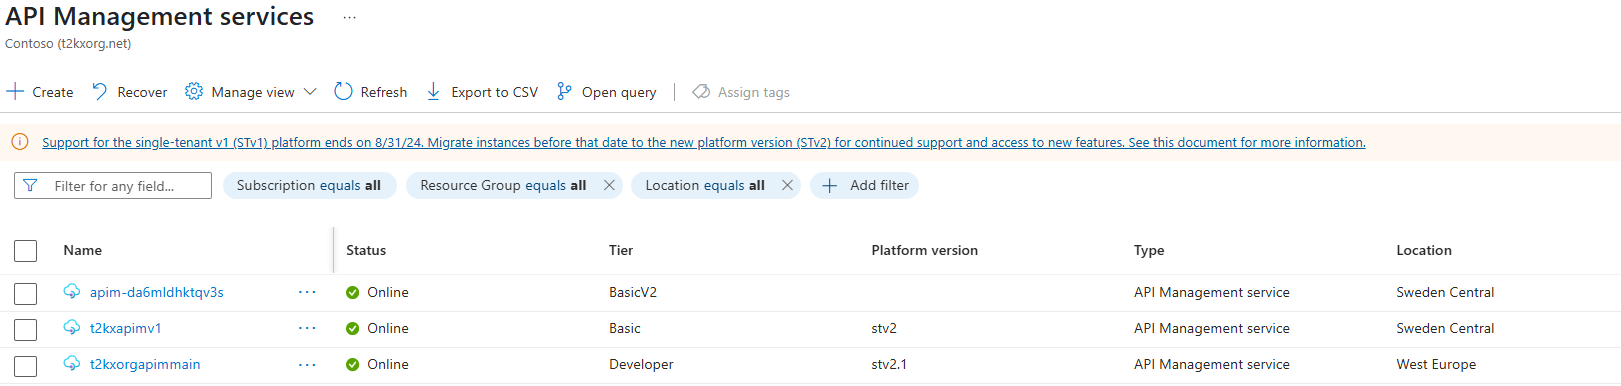 API Management services ...
Contoso (t2kxorg.net)
Create Recover Manage view Refresh Export to CSV Open query Assign tags
Support for the single-tenant v1 (STv1) platform ends on 8/31/24. Migrate instances before that date to the new platform version (STv2) for continued support and access to new features. See this document for more information.
Filter for any field... Subscription equals all Resource Group equals all Location equals all Add filter
Name Status Tier Platform version Type Location
apim-da6mldhktqv3s ... Online BasicV2 API Management service Sweden Central
t2kxapimv1 ... Online Basic stv2 API Management service Sweden Central
t2kxorgapimmain ... Online Developer stv2.1 API Management service West Europe